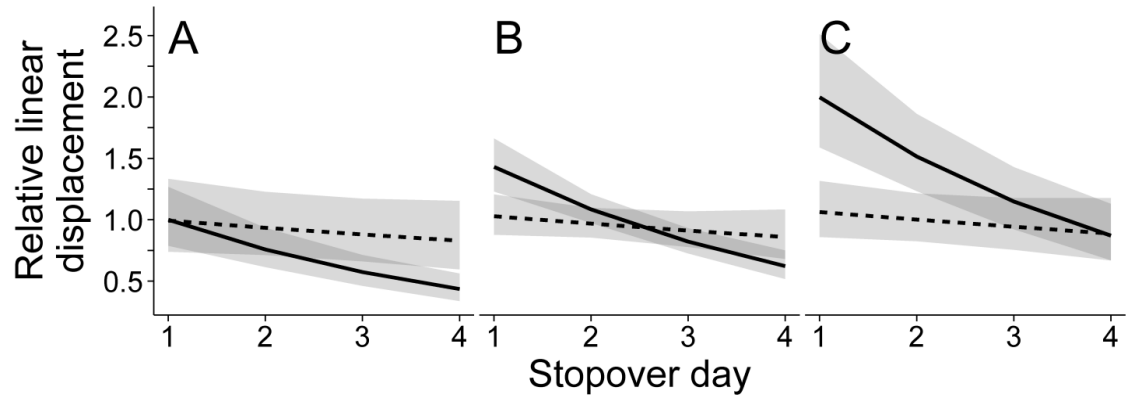 A B C
Relative linear
displacement
2.5
2.0
1.5
1.0
0.5
1 2 3 4 1 2 3 4 1 2 3 4
Stopover day